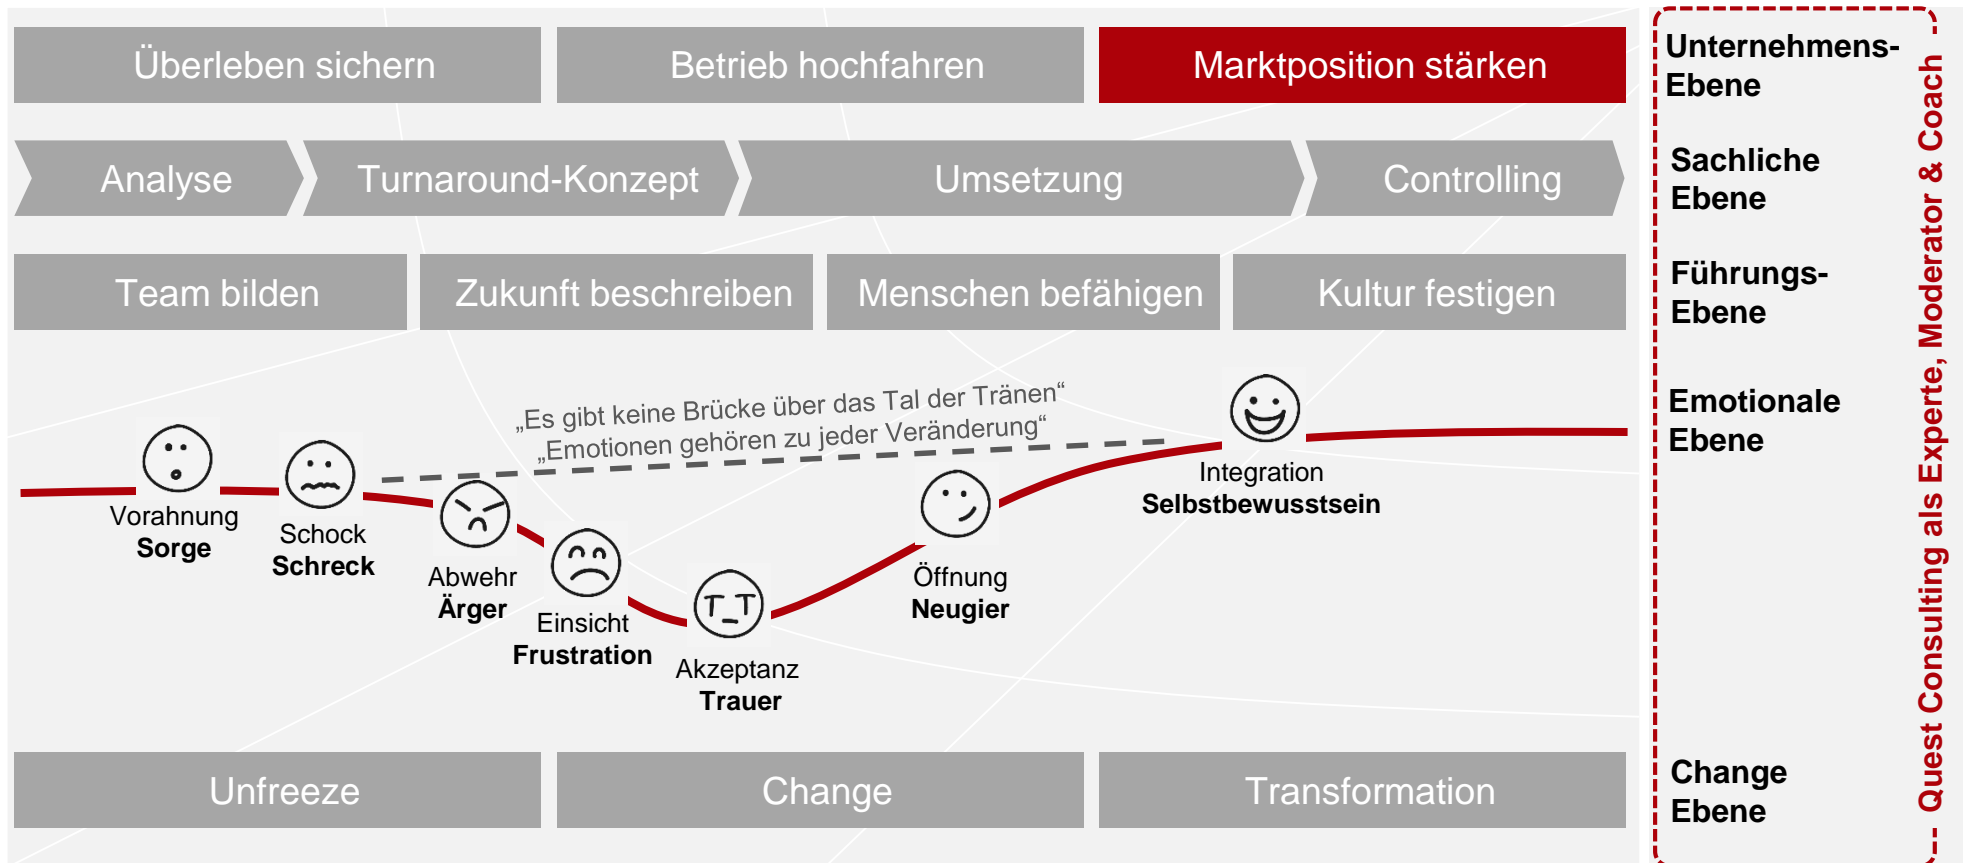 Überleben sichern
Betrieb hochfahren
Marktposition stärken
Unternehmens-
Ebene
Analyse
Turnaround-Konzept
Umsetzung
Controlling
Sachliche
Ebene
Team bilden
Zukunft beschreiben
Menschen befähigen
Kultur festigen
Führungs-
Ebene
„Es gibt keine Brücke über das Tal der Tränen“
„Emotionen gehören zu jeder Veränderung“
Emotionale
Ebene
Vorahnung
Sorge
Schock
Schreck
Abwehr
Ärger
Einsicht
Frustration
Akzeptanz
Trauer
Öffnung
Neugier
Integration
Selbstbewusstsein
Unfreeze
Change
Transformation
Change
Ebene
Quest Consulting als Experte, Moderator & Coach